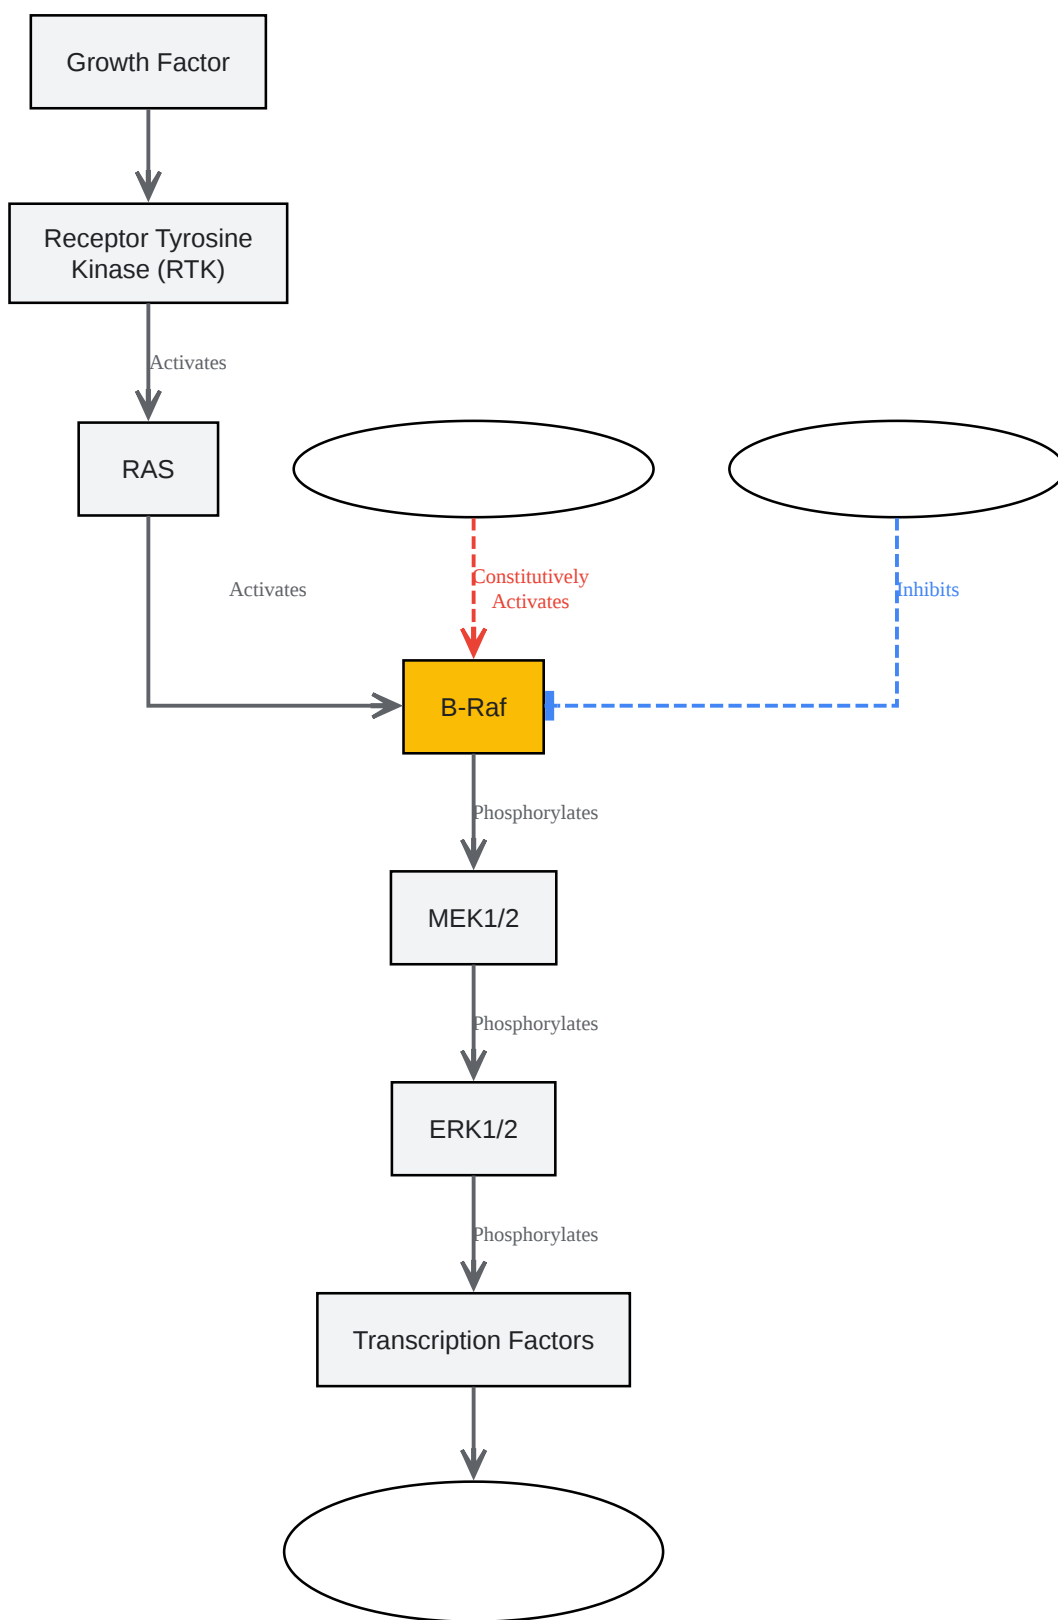 Growth Factor
Receptor Tyrosine
Kinase (RTK)
Activates
RAS
Activates
Constitutively
Activates
Inhibits
B-Raf
Phosphorylates
MEK1/2
Phosphorylates
ERK1/2
Phosphorylates
Transcription Factors